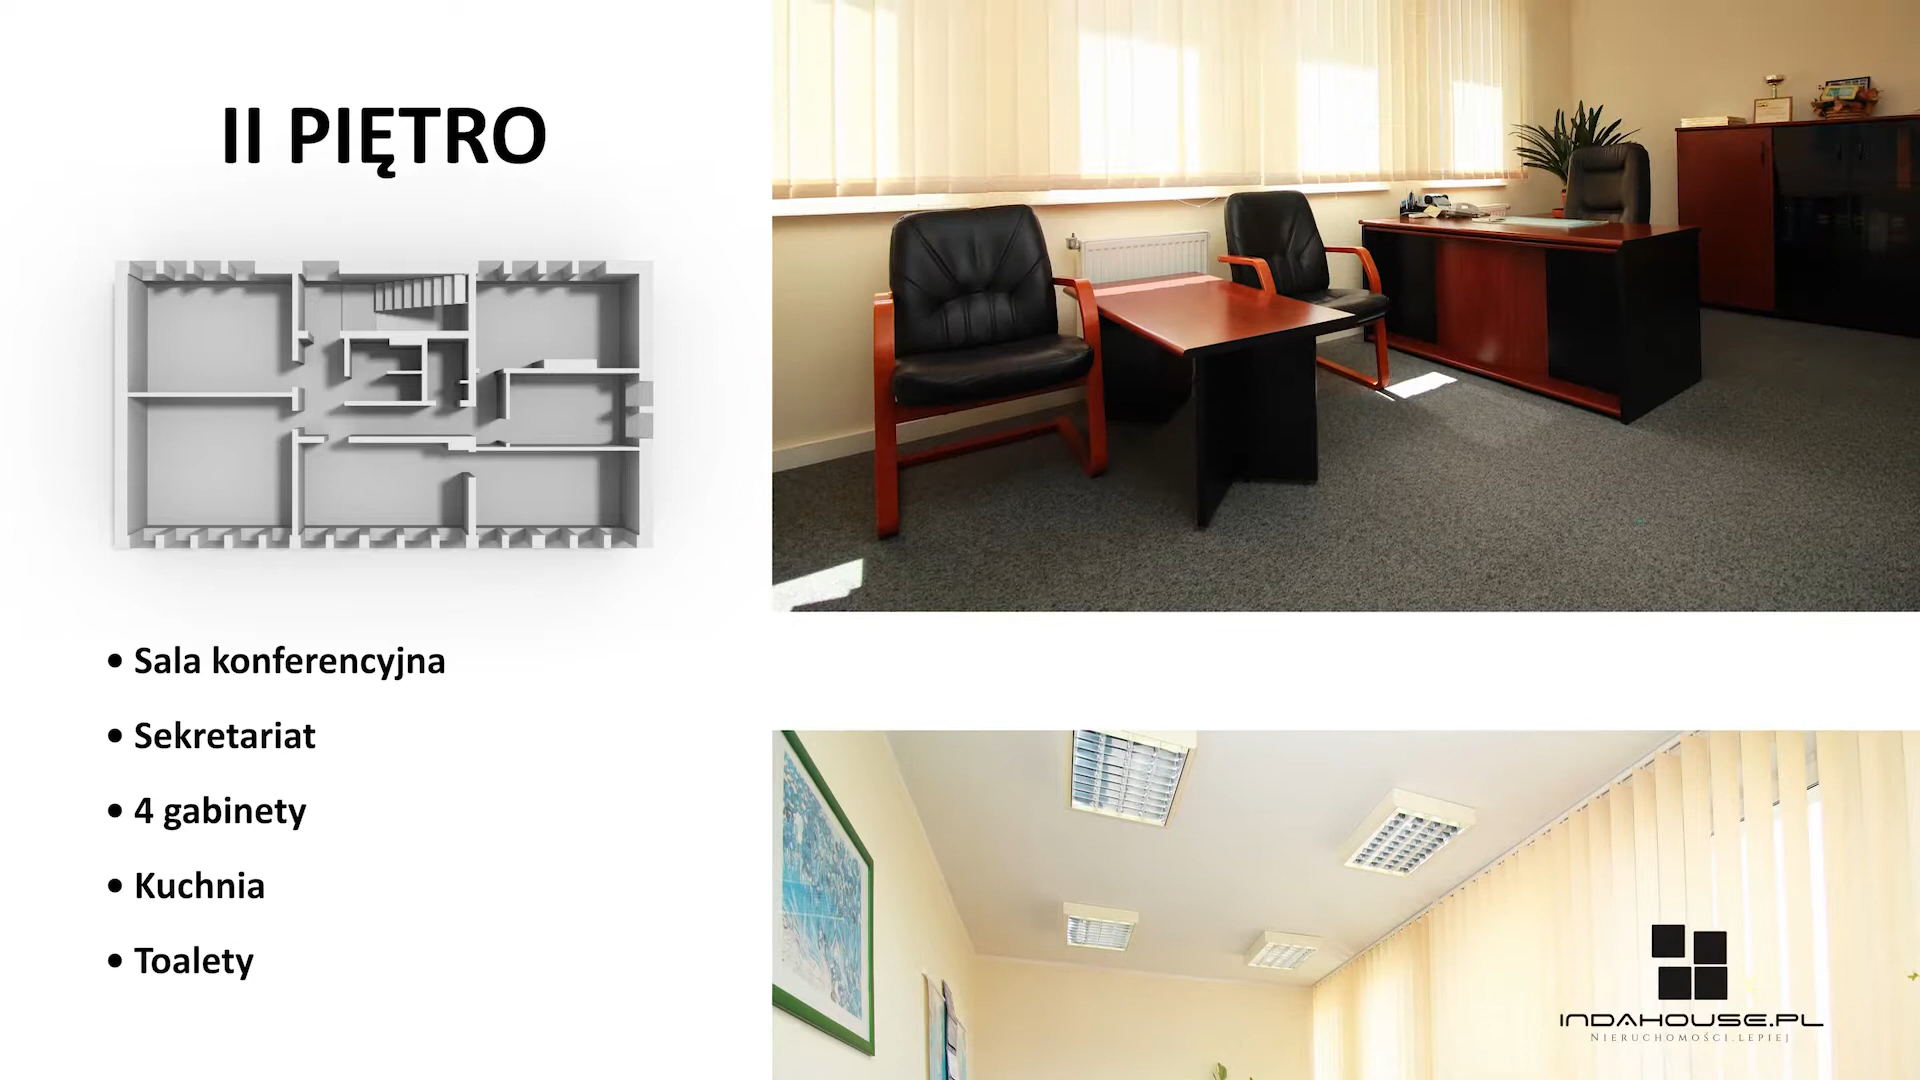 II PIĘTRO
• Sala konferencyjna
• Sekretariat
• 4 gabinety
• Kuchnia
• Toalety
INDAHOUSE.PL
NIERUCHOMOŚCI.LEPIEJ